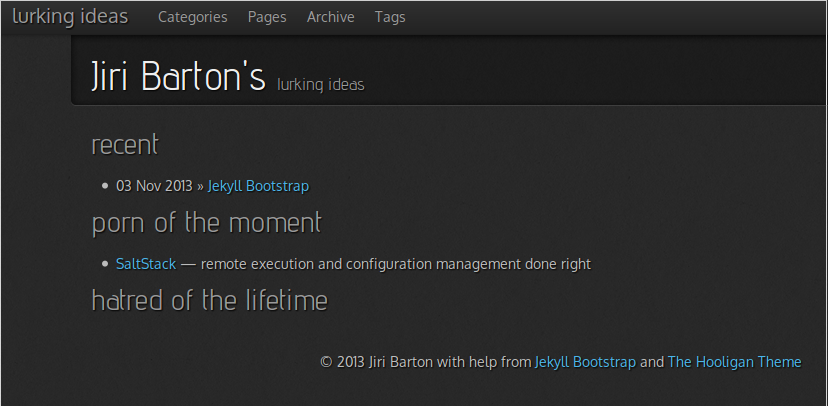 lurking ideas Categories Pages Archive Tags
Jiri Barton's lurking ideas
recent
• 03 Nov 2013 » Jekyll Bootstrap
porn of the moment
• SaltStack — remote execution and configuration management done right
hatred of the lifetime
© 2013 Jiri Barton with help from Jekyll Bootstrap and The Hooligan Theme